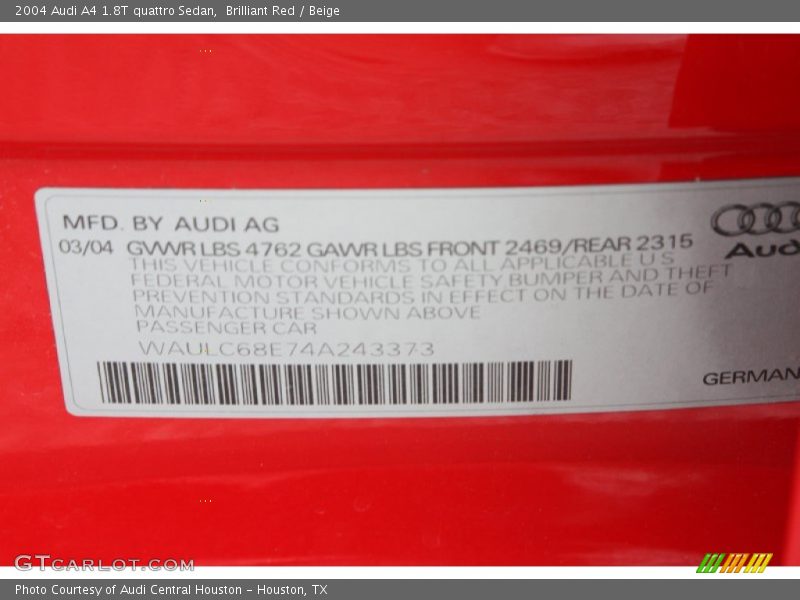 2004 Audi A4 1.8T quattro Sedan,  Brilliant Red / Beige
MFD. BY AUDI AG
03/04 GVWR LBS 4762 GAWR LBS FRONT 2469/REAR 2315
THIS VEHICLE CONFORMS TO ALL APPLICABLE U S
FEDERAL MOTOR VEHICLE SAFETY BUMPER AND THEFT
PREVENTION STANDARDS IN EFFECT ON THE DATE OF
MANUFACTURE SHOWN ABOVE
PASSENGER CAR
WAULC68E74A243373
Audi
GERMANY
GTCARLOT.COM
Photo Courtesy of Audi Central Houston - Houston, TX